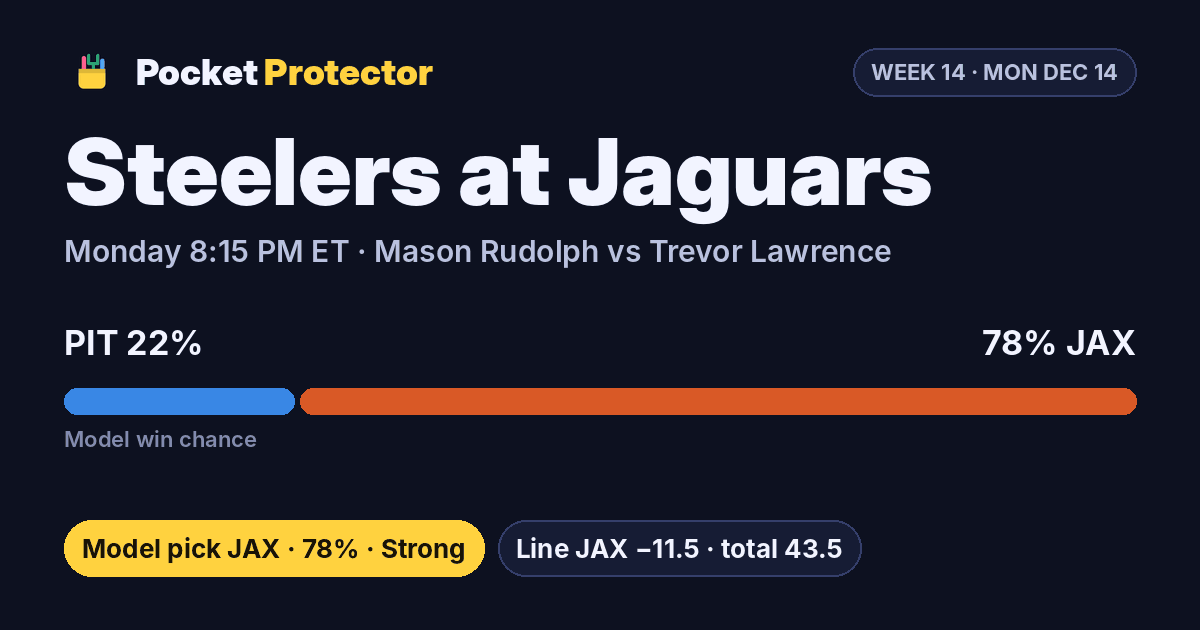 Pocket Protector
WEEK 14 · MON DEC 14
Steelers at Jaguars
Monday 8:15 PM ET · Mason Rudolph vs Trevor Lawrence
PIT 22%
78% JAX
Model win chance
Model pick JAX · 78% · Strong
Line JAX −11.5 · total 43.5